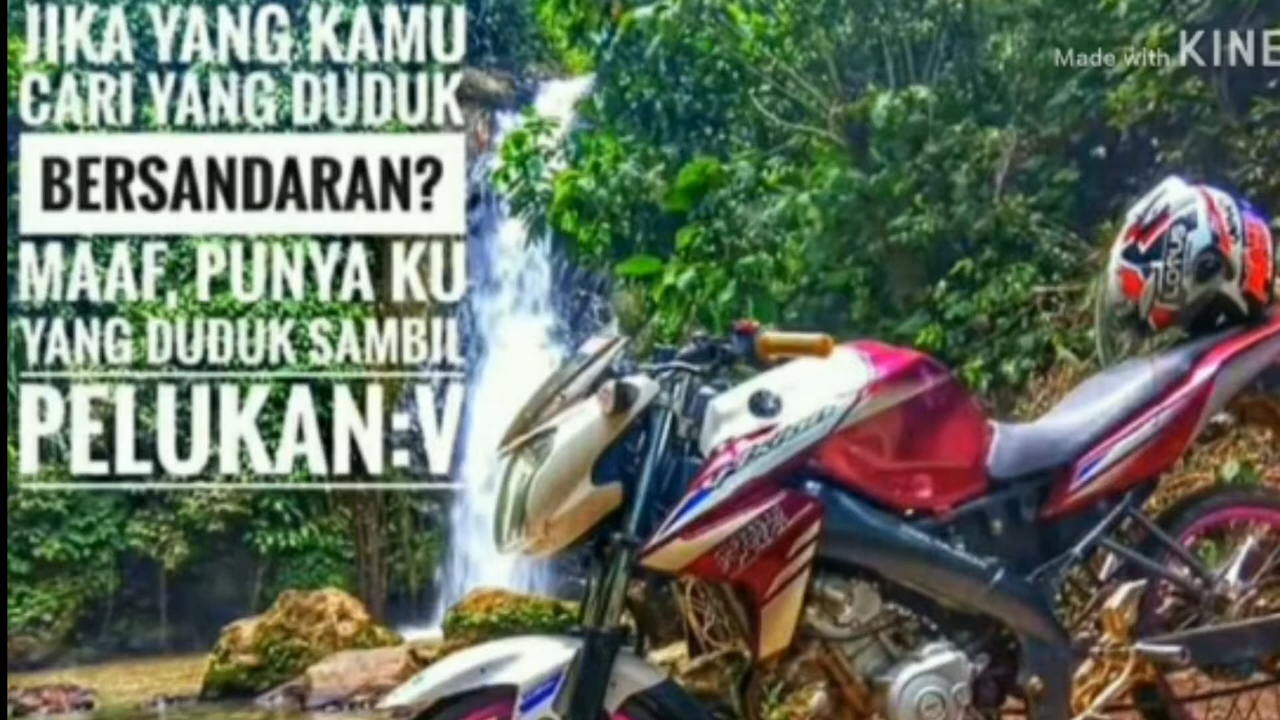 JIKA YANG KAMU
CARI YANG DUDUK
BERSANDARAN?
MAAF, PUNYA KU
YANG DUDUK SAMBIL
PELUKAN:V
Made with KINE